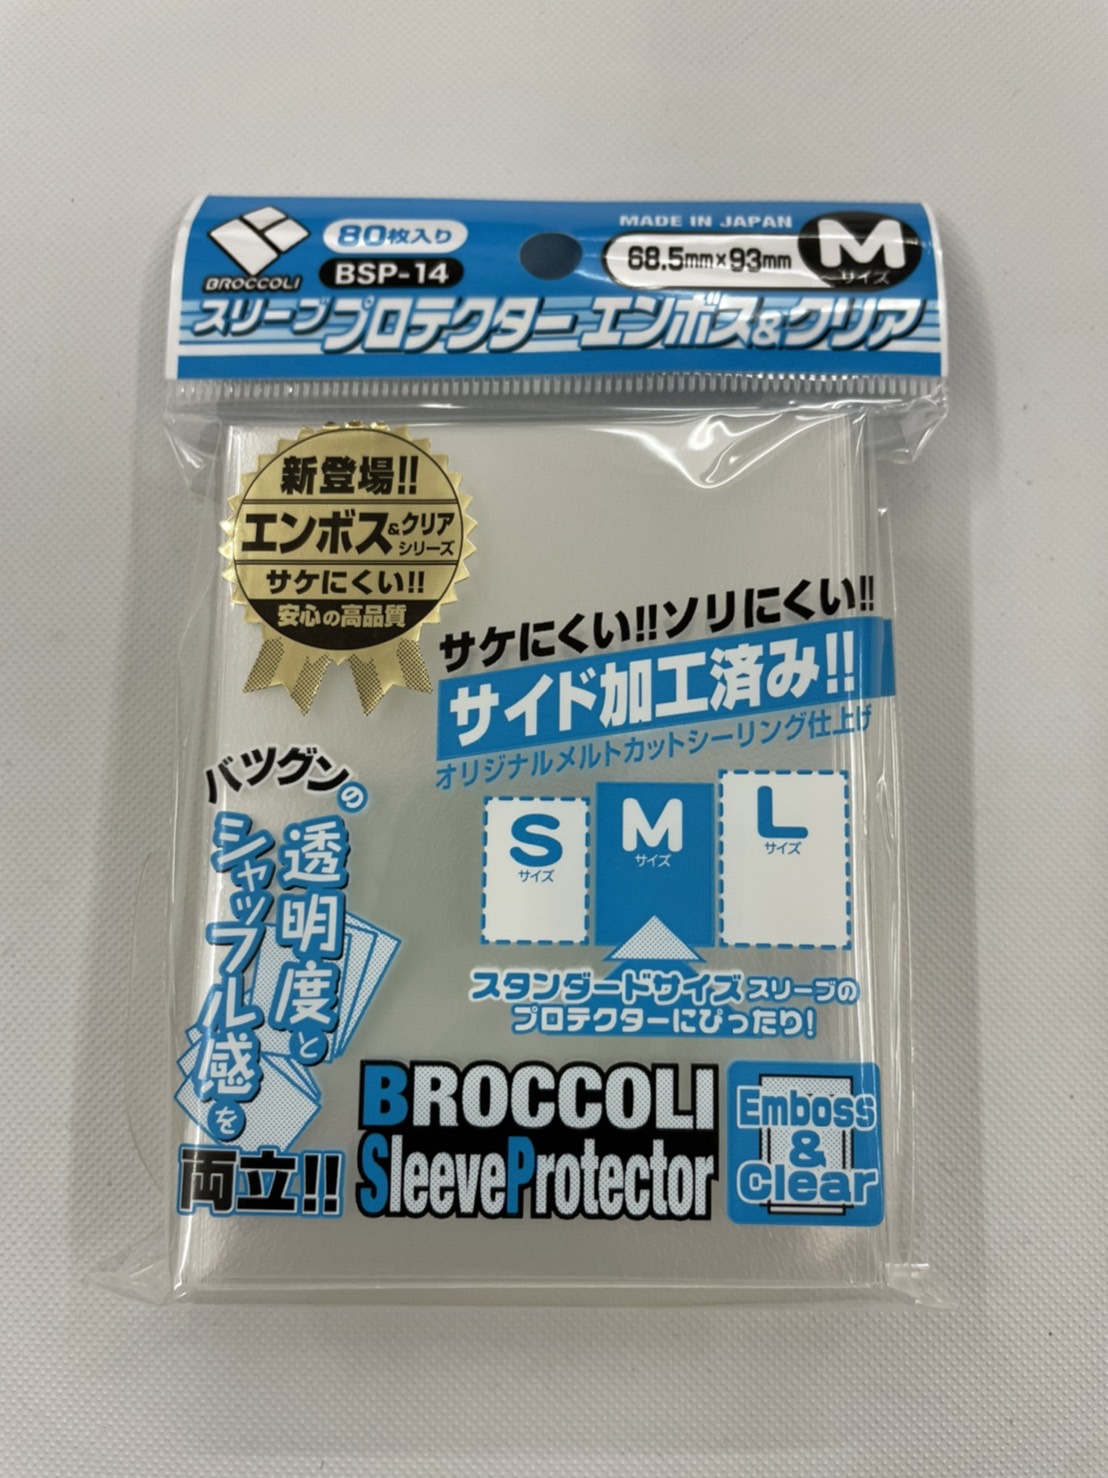 BROCCOLI
80枚入り
BSP-14
MADE IN JAPAN
68.5mm×93mm
M
サイズ
スリーブプロテクターエンボス&クリア
新登場!!
エンボス&クリア
シリーズ
サケにくい!!
安心の高品質
サケにくい!!ソリにくい!!
サイド加工済み!!
オリジナルメルトカットシーリング仕上げ
S
サイズ
M
サイズ
L
サイズ
スタンダードサイズスリーブの
プロテクターにぴったり!
バツグンの
透明度と
シャッフル感を
両立!!
BROCCOLI
SleeveProtector
Emboss
&
Clear